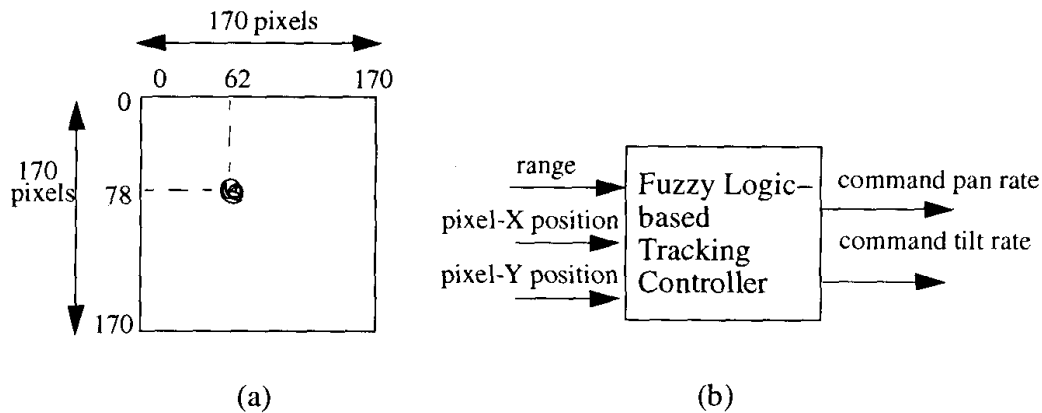 170 pixels
0 62 170
0
170
pixels
78
170
(a)
range
pixel-X position
pixel-Y position
Fuzzy Logic-
based
Tracking
Controller
command pan rate
command tilt rate
(b)